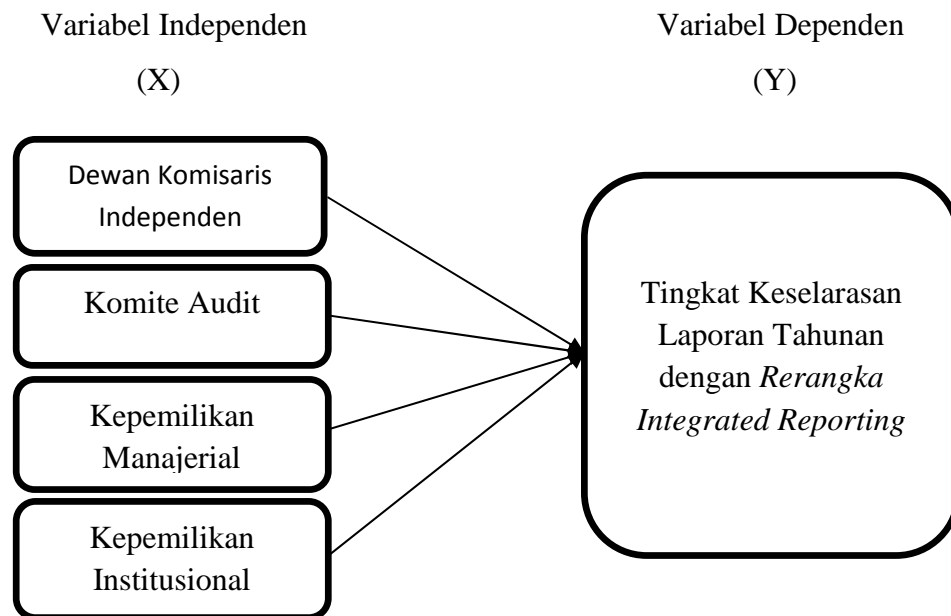 Variabel Independen
(X)
Variabel Dependen
(Y)
Dewan Komisaris
Independen
Komite Audit
Kepemilikan
Manajerial
Kepemilikan
Institusional
Tingkat Keselarasan
Laporan Tahunan
dengan Rerangka
Integrated Reporting